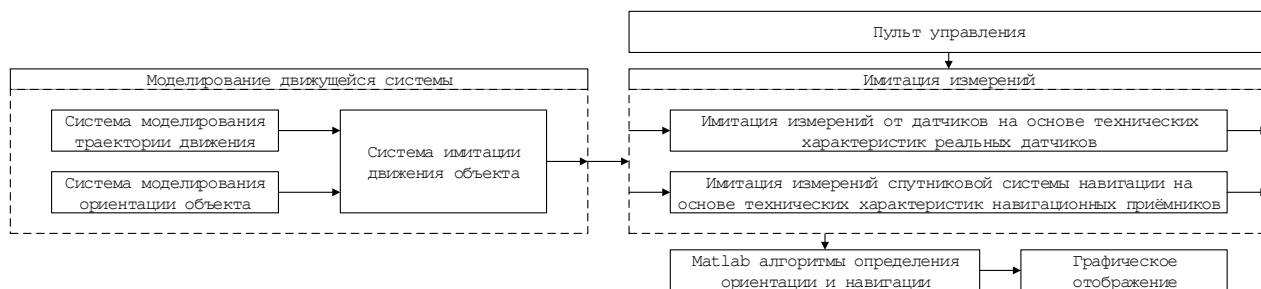 Пульт управления
Моделирование движущейся системы
Имитация измерений
Система моделирования
траектории движения
Система имитации
движения объекта
Система моделирования
ориентации объекта
Имитация измерений от датчиков на основе технических
характеристик реальных датчиков
Имитация измерений спутниковой системы навигации на
основе технических характеристик навигационных приёмников
Matlab алгоритмы определения
ориентации и навигации
Графическое
отображение